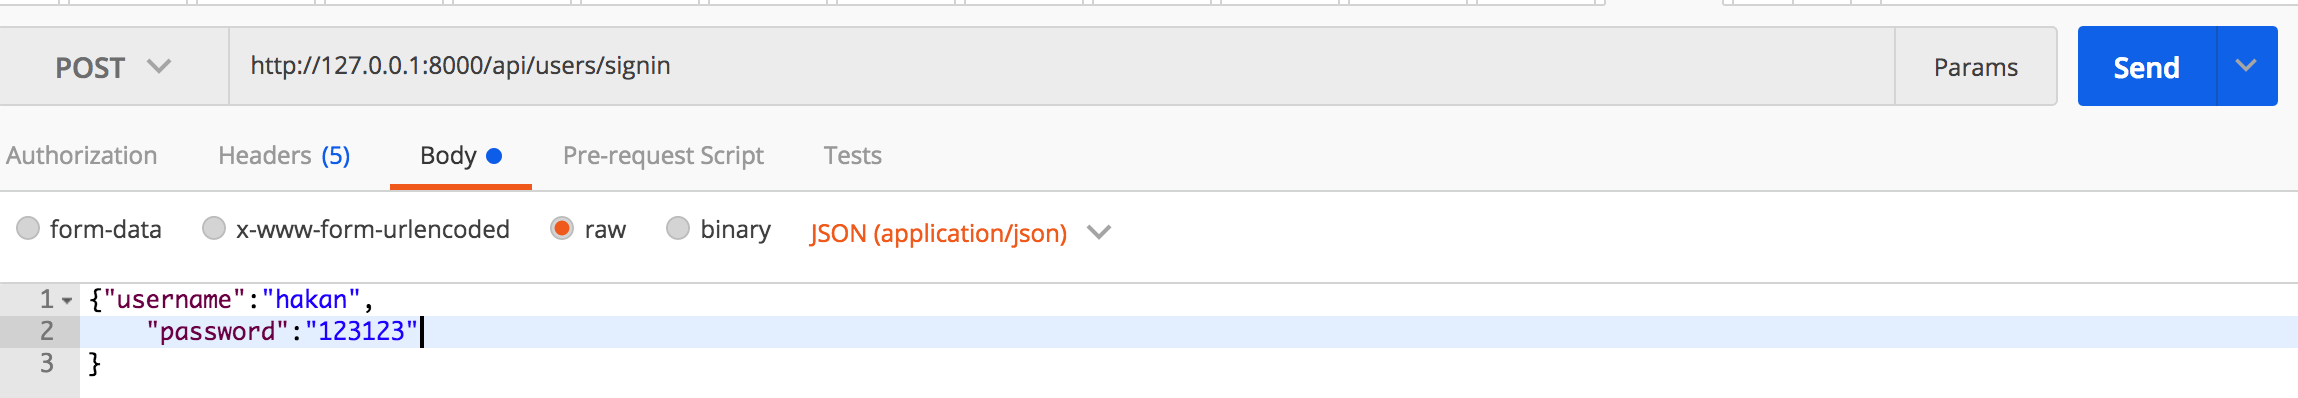 POST http://127.0.0.1:8000/api/users/signin Params Send
Authorization Headers (5) Body Pre-request Script Tests
form-data x-www-form-urlencoded raw binary JSON (application/json)
1 {"username":"hakan",
2 "password":"123123"
3 }